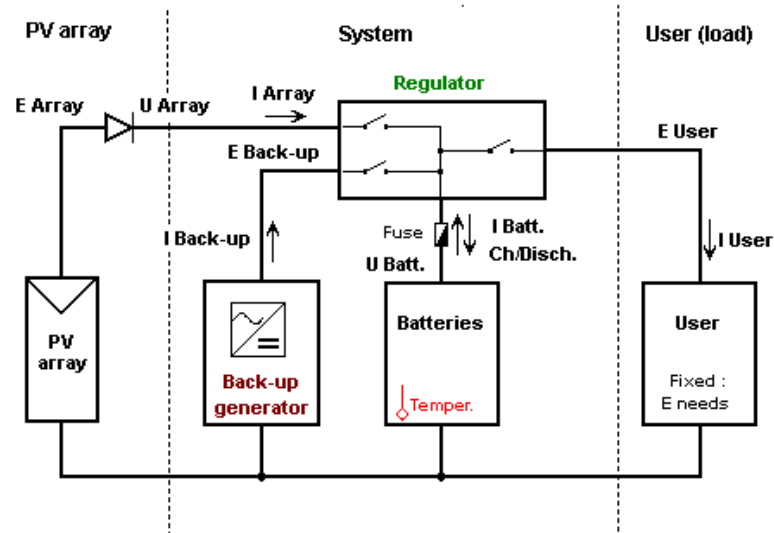 PV array
System
User (load)
Regulator
I Array
E Array
U Array
E Back-up
E User
I Back-up
Fuse
I Batt.
Ch/Disch.
U Batt.
I User
PV
array
Back-up
generator
Batteries
Temper.
User
Fixed :
E needs